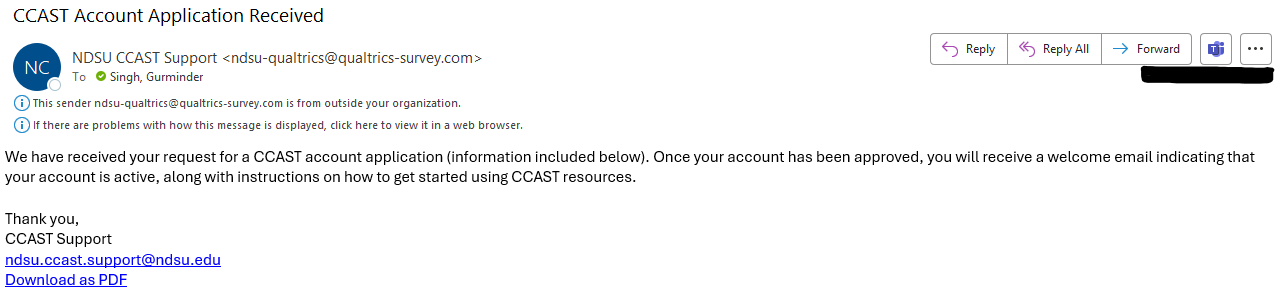 CCAST Account Application Received
NC
NDSU CCAST Support <ndsu-qualtrics@qualtrics-survey.com>
To Singh, Gurminder
Reply
Reply All
Forward
This sender ndsu-qualtrics@qualtrics-survey.com is from outside your organization.
If there are problems with how this message is displayed, click here to view it in a web browser.
We have received your request for a CCAST account application (information included below). Once your account has been approved, you will receive a welcome email indicating that
your account is active, along with instructions on how to get started using CCAST resources.
Thank you,
CCAST Support
ndsu.ccast.support@ndsu.edu
Download as PDF